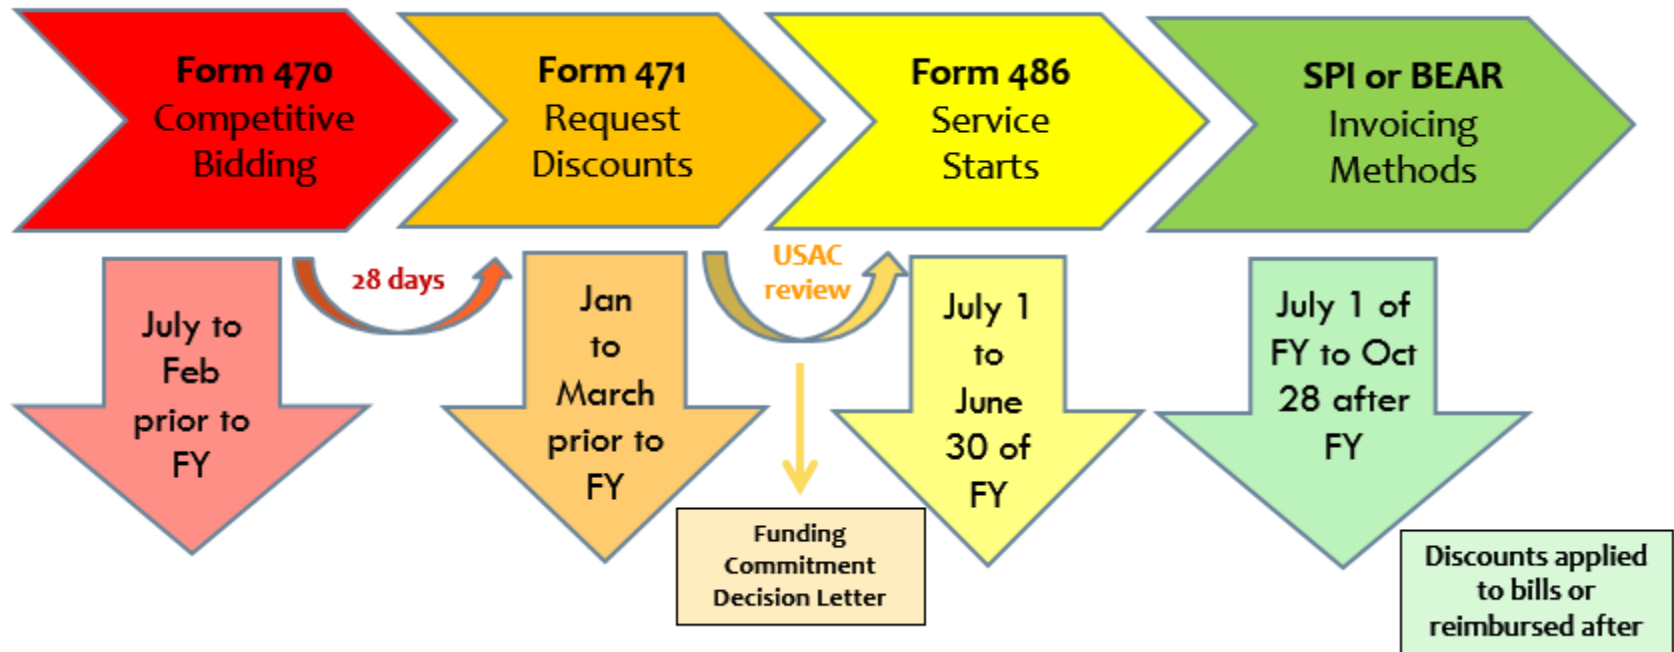 Form 470
Competitive
Bidding
Form 471
Request
Discounts
Form 486
Service
Starts
SPI or BEAR
Invoicing
Methods
July to
Feb
prior to
FY
28 days
Jan
to
March
prior to
FY
USAC
review
Funding
Commitment
Decision Letter
July 1
to
June
30 of
FY
July 1 of
FY to Oct
28 after
FY
Discounts applied
to bills or
reimbursed after